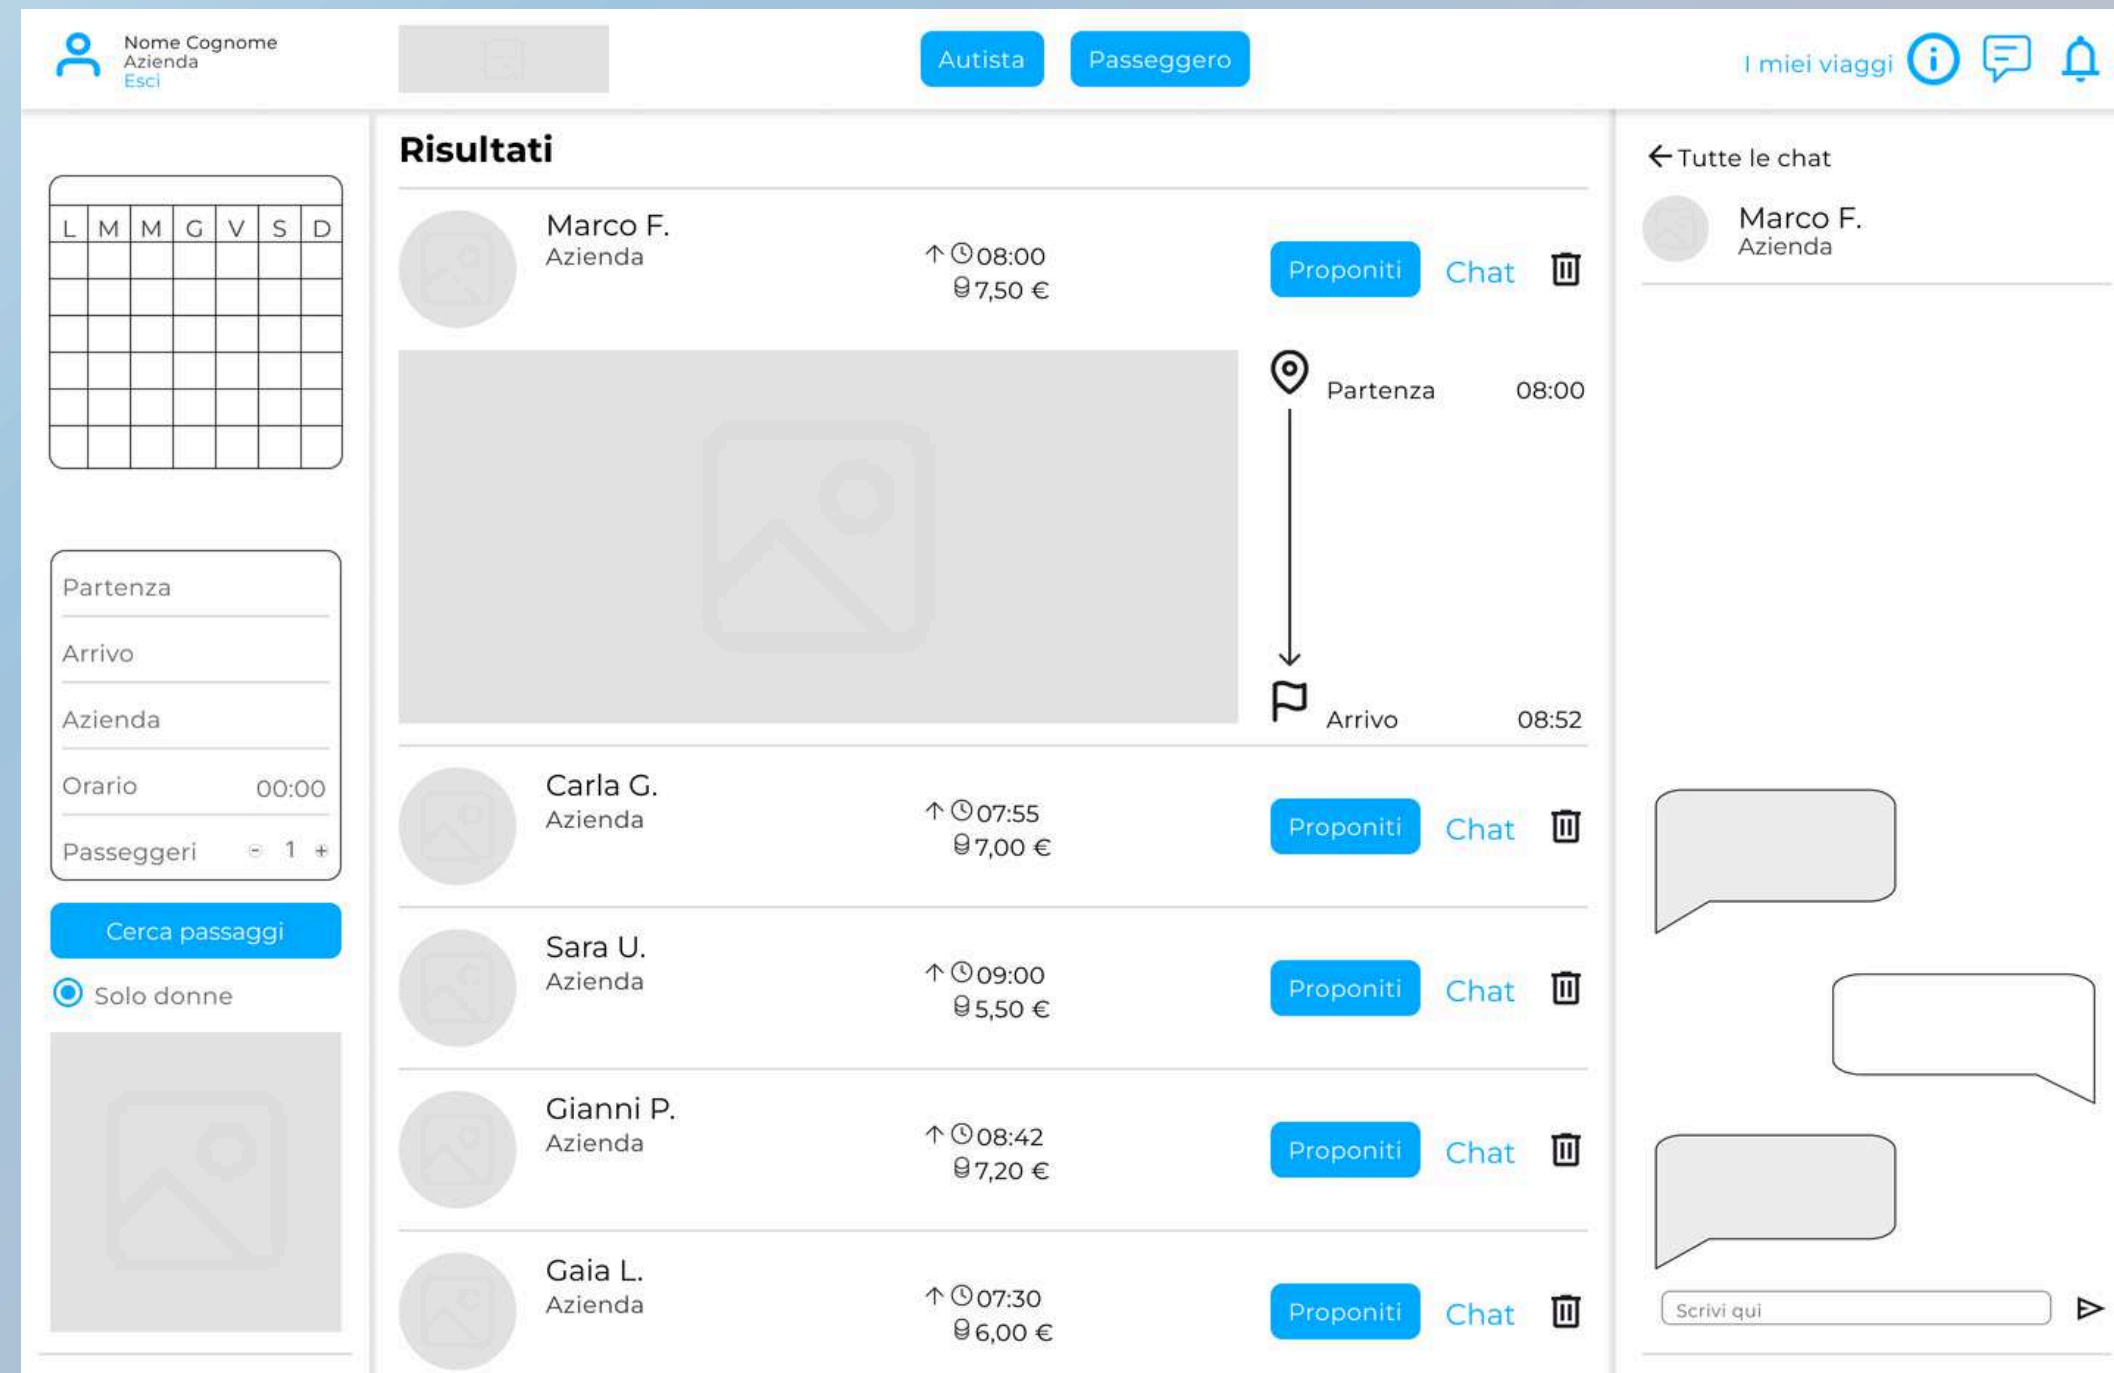 Nome Cognome
Azienda
Esci
Autista
Passeggero
I miei viaggi
L M M G V S D
Partenza
Arrivo
Azienda
Orario 00:00
Passeggeri - 1 +
Cerca passaggi
Solo donne
Risultati
Marco F.
Azienda
08:00
7,50 €
Proponiti
Chat
Partenza 08:00
Arrivo 08:52
Carla G.
Azienda
07:55
7,00 €
Proponiti
Chat
Sara U.
Azienda
09:00
5,50 €
Proponiti
Chat
Gianni P.
Azienda
08:42
7,20 €
Proponiti
Chat
Gaia L.
Azienda
07:30
6,00 €
Proponiti
Chat
Tutte le chat
Marco F.
Azienda
Scrivi qui